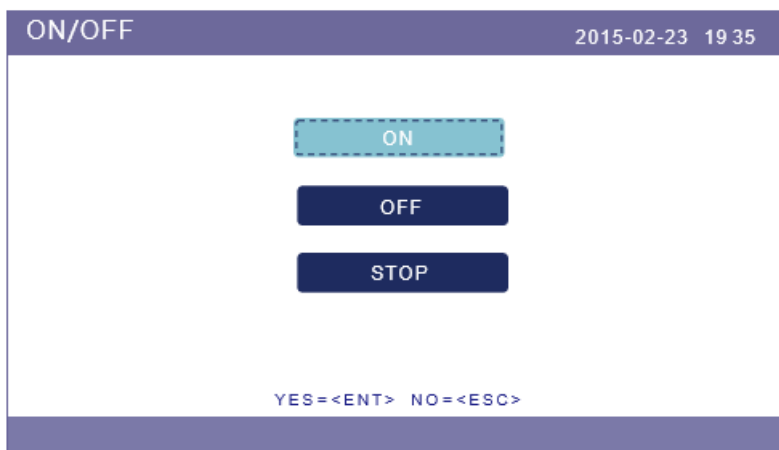 ON/OFF
2015-02-23 19 35
ON
OFF
STOP
YES=<ENT> NO=<ESC>